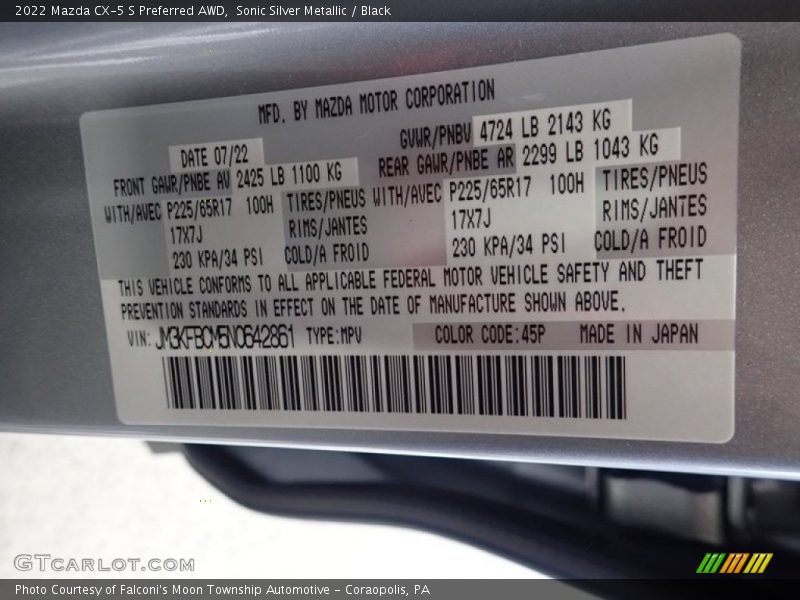 2022 Mazda CX-5 S Preferred AWD,  Sonic Silver Metallic / Black
MFD. BY MAZDA MOTOR CORPORATION
DATE 07/22
GVWR/PNBV 4724 LB 2143 KG
FRONT GAWR/PNBE AV 2425 LB 1100 KG
REAR GAWR/PNBE AR 2299 LB 1043 KG
WITH/AVEC P225/65R17 100H TIRES/PNEUS WITH/AVEC P225/65R17 100H TIRES/PNEUS
17X7J RIMS/JANTES 17X7J RIMS/JANTES
230 KPA/34 PSI COLD/A FROID 230 KPA/34 PSI COLD/A FROID
THIS VEHICLE CONFORMS TO ALL APPLICABLE FEDERAL MOTOR VEHICLE SAFETY AND THEFT
PREVENTION STANDARDS IN EFFECT ON THE DATE OF MANUFACTURE SHOWN ABOVE.
VIN: JM3KFBCM5N0642861 TYPE:MPV COLOR CODE:45P MADE IN JAPAN
GTCARLOT.COM
Photo Courtesy of Falconi's Moon Township Automotive - Coraopolis, PA